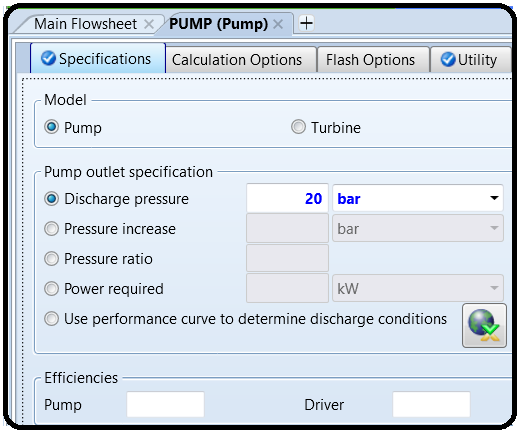 Main Flowsheet PUMP (Pump) +
Specifications Calculation Options Flash Options Utility
Model
Pump Turbine
Pump outlet specification
Discharge pressure 20 bar
Pressure increase bar
Pressure ratio
Power required kW
Use performance curve to determine discharge conditions
Efficiencies
Pump Driver